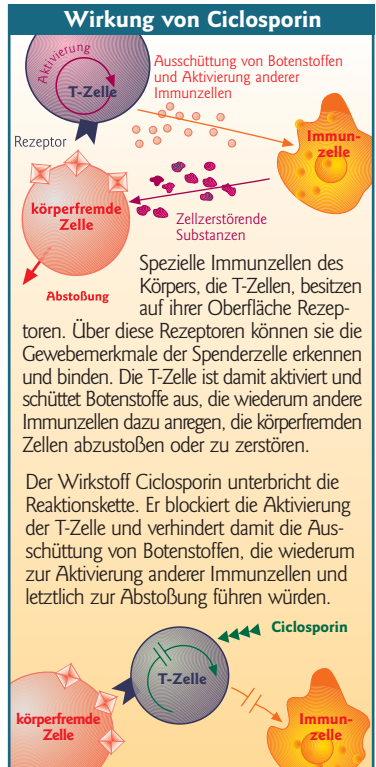 Wirkung von Ciclosporin
Aktivierung
T-Zelle
Ausschüttung von Botenstoffen
und Aktivierung anderer
Immunzellen
Rezeptor
Immun-
zelle
körperfremde
Zelle
Zellzerstörende
Substanzen
Abstoßung
Spezielle Immunzellen des
Körpers, die T-Zellen, besitzen
auf ihrer Oberfläche Rezep-
toren. Über diese Rezeptoren können sie die
Gewebemerkmale der Spenderzelle erkennen
und binden. Die T-Zelle ist damit aktiviert und
schüttet Botenstoffe aus, die wiederum andere
Immunzellen dazu anregen, die körperfremden
Zellen abzustoßen oder zu zerstören.
Der Wirkstoff Ciclosporin unterbricht die
Reaktionskette. Er blockiert die Aktivierung
der T-Zelle und verhindert damit die Aus-
schüttung von Botenstoffen, die wiederum
zur Aktivierung anderer Immunzellen und
letztlich zur Abstoßung führen würden.
Ciclosporin
T-Zelle
körperfremde
Zelle
Immun-
zelle